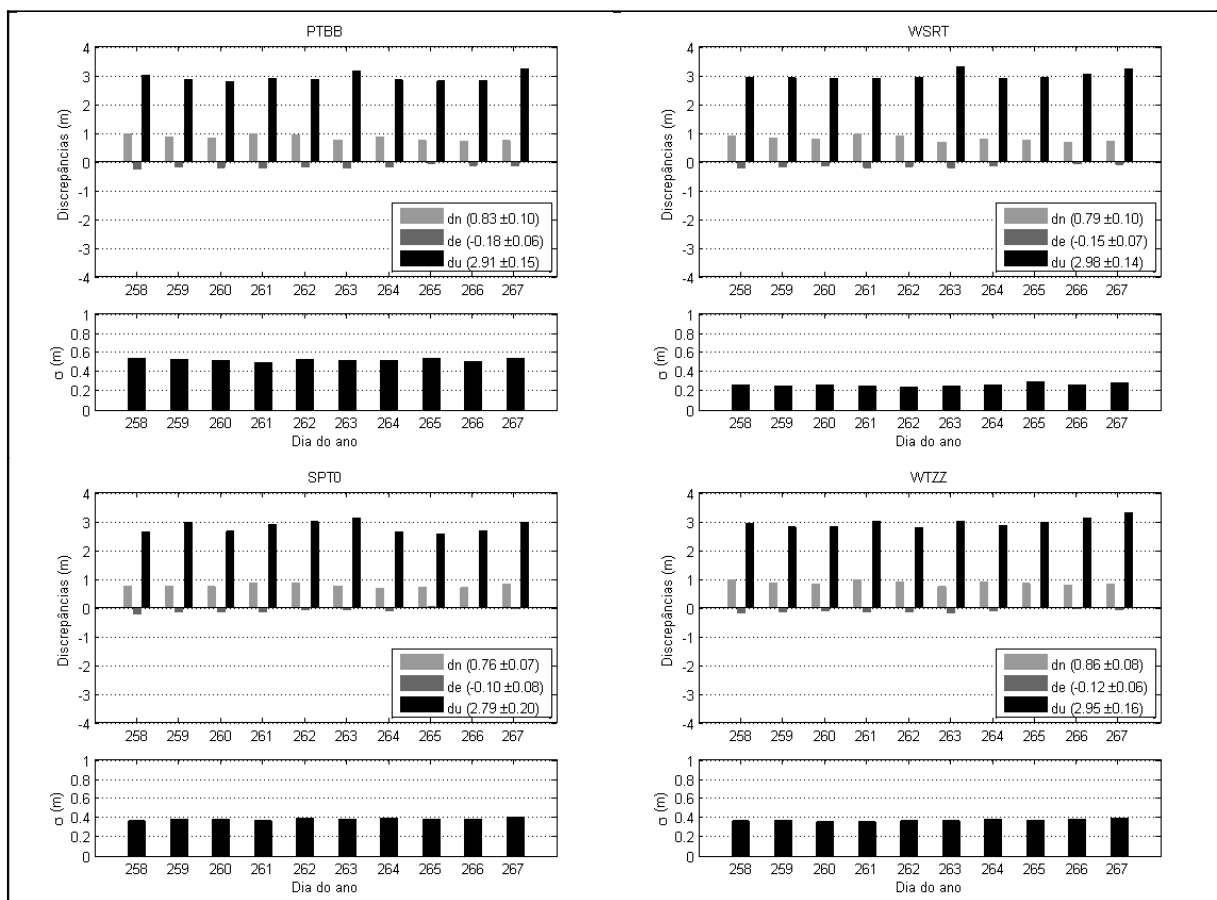 PTBB
Discrepâncias (m)
4
3
2
1
0
-1
-2
-3
-4
dn (0.83 ±0.10)
de (-0.18 ±0.06)
du (2.91 ±0.15)
258 259 260 261 262 263 264 265 266 267
σ (m)
1
0.8
0.6
0.4
0.2
0
258 259 260 261 262 263 264 265 266 267
Dia do ano
WSRT
Discrepâncias (m)
4
3
2
1
0
-1
-2
-3
-4
dn (0.79 ±0.10)
de (-0.15 ±0.07)
du (2.98 ±0.14)
258 259 260 261 262 263 264 265 266 267
σ (m)
1
0.8
0.6
0.4
0.2
0
258 259 260 261 262 263 264 265 266 267
Dia do ano
SPT0
Discrepâncias (m)
4
3
2
1
0
-1
-2
-3
-4
dn (0.76 ±0.07)
de (-0.10 ±0.08)
du (2.79 ±0.20)
258 259 260 261 262 263 264 265 266 267
σ (m)
1
0.8
0.6
0.4
0.2
0
258 259 260 261 262 263 264 265 266 267
Dia do ano
WTZZ
Discrepâncias (m)
4
3
2
1
0
-1
-2
-3
-4
dn (0.86 ±0.08)
de (-0.12 ±0.06)
du (2.95 ±0.16)
258 259 260 261 262 263 264 265 266 267
σ (m)
1
0.8
0.6
0.4
0.2
0
258 259 260 261 262 263 264 265 266 267
Dia do ano